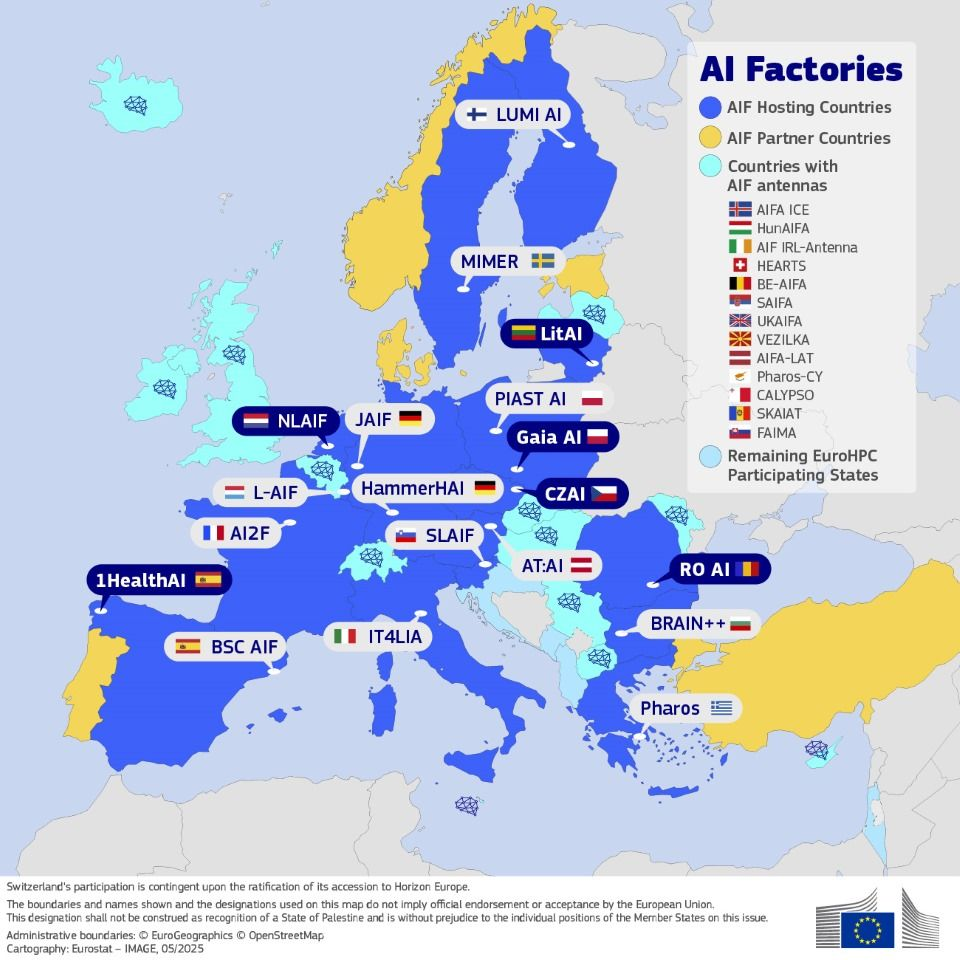 AI Factories
AIF Hosting Countries
AIF Partner Countries
Countries with
AIF antennas
AIFA ICE
HunAIFA
AIF IRL-Antenna
HEARTS
BE-AIFA
SAIFA
UKAIFA
VEZILKA
AIFA-LAT
Pharos-CY
CALYPSO
SKAIAT
FAIMA
Remaining EuroHPC
Participating States
LUMI AI
MIMER
LitAI
PIAST AI
NLAIF
JAIF
Gaia AI
L-AIF
HammerHAI
CZAI
AI2F
SLAIF
AT:AI
1HealthAI
RO AI
BSC AIF
IT4LIA
BRAIN++
Pharos
Switzerland's participation is contingent upon the ratification of its accession to Horizon Europe.
The boundaries and names shown and the designations used on this map do not imply official endorsement or acceptance by the European Union.
This designation shall not be construed as recognition of a State of Palestine and is without prejudice to the individual positions of the Member States on this issue.
Administrative boundaries: © EuroGeographics © OpenStreetMap
Cartography: Eurostat – IMAGE, 05/2025